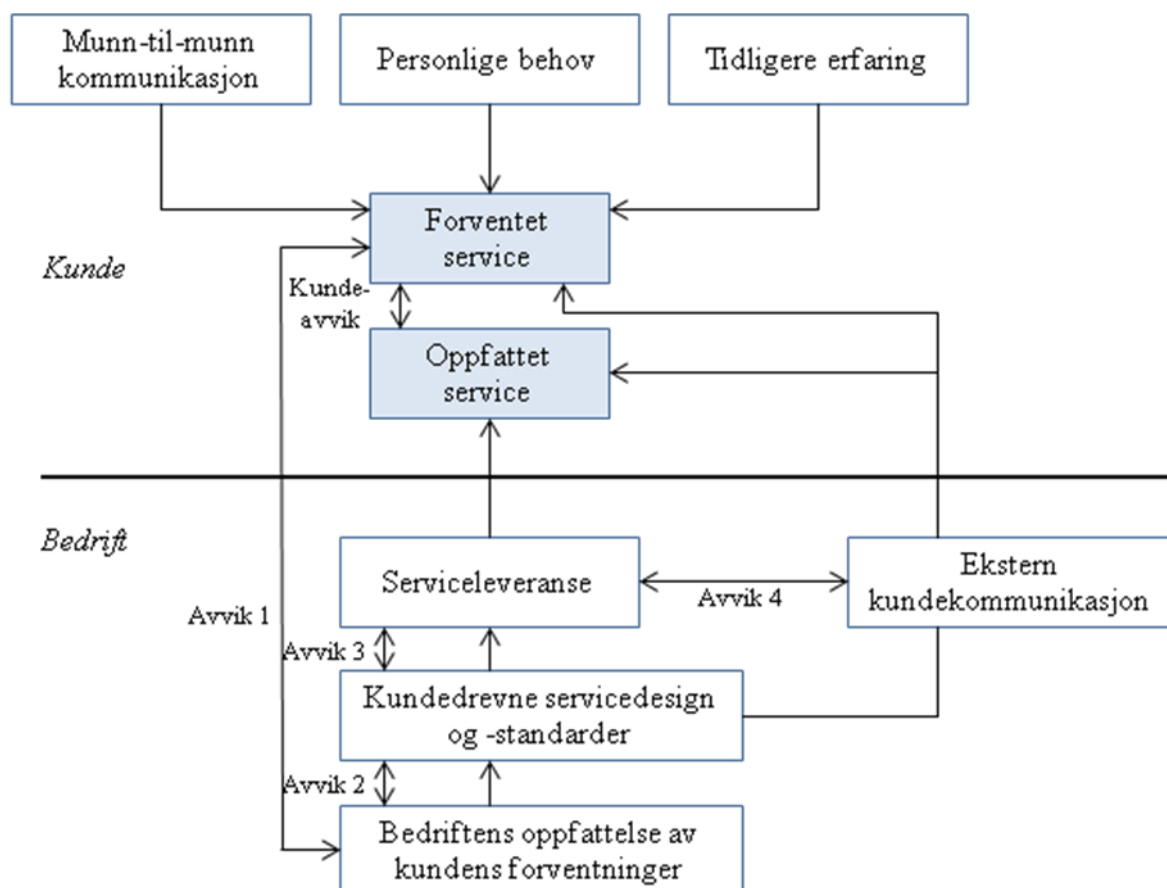 Munn-til-munn
kommunikasjon
Personlige behov
Tidligere erfaring
Forventet
service
Kunde
Kunde-
avvik
Oppfattet
service
Bedrift
Serviceleveranse
Avvik 4
Ekstern
kundekommunikasjon
Avvik 1
Avvik 3
Kundedrevne servicedesign
og -standarder
Avvik 2
Bedriftens oppfattelse av
kundens forventninger